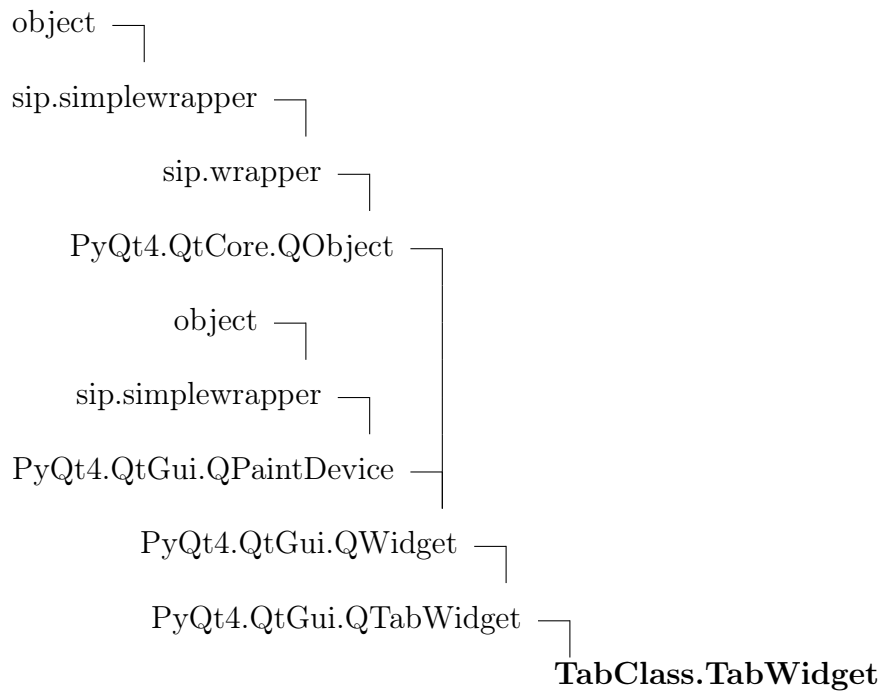 object
sip.simplewrapper
sip.wrapper
PyQt4.QtCore.QObject
object
sip.simplewrapper
PyQt4.QtGui.QPaintDevice
PyQt4.QtGui.QWidget
PyQt4.QtGui.QTabWidget
TabClass.TabWidget